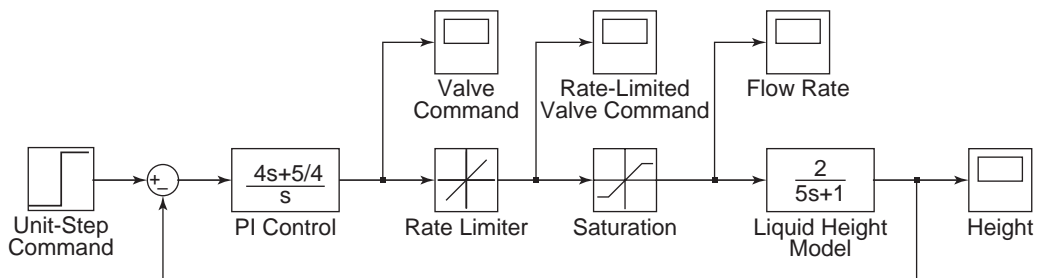 Valve
Command
Rate-Limited
Valve Command
Flow Rate
+
−
4s+5/4
s
2
5s+1
Unit-Step
Command
PI Control
Rate Limiter
Saturation
Liquid Height
Model
Height